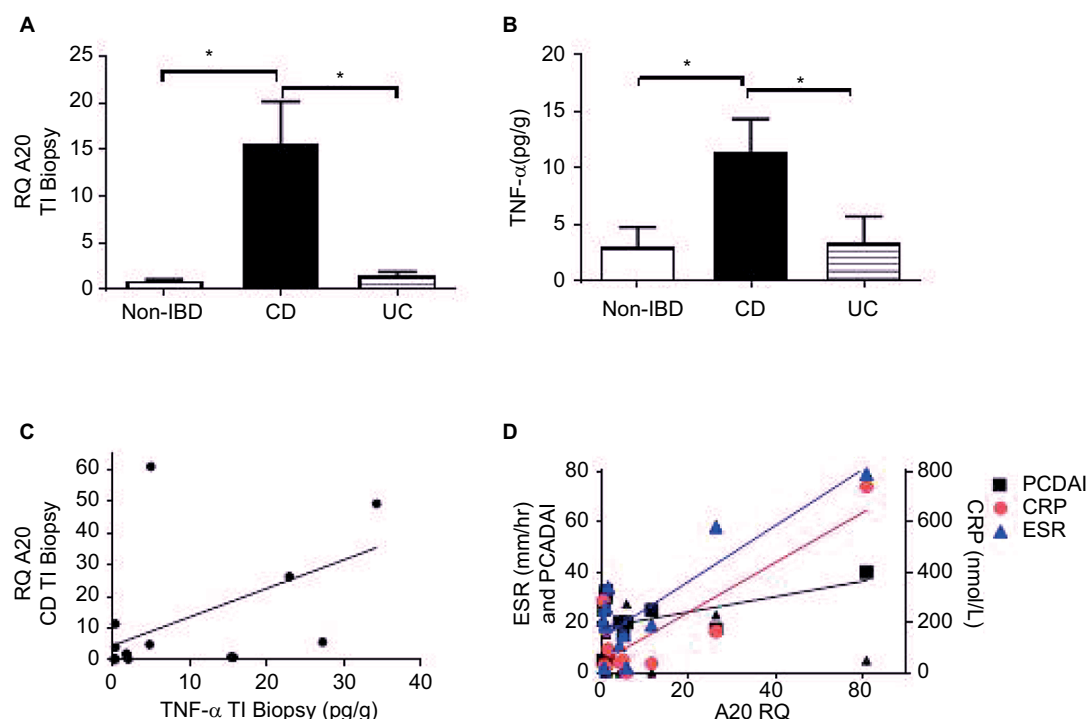 A
25
20
15
10
5
0
RQ A20
TI Biopsy
*
*
Non-IBD
CD
UC
B
20
15
10
5
0
TNF-α(pg/g)
*
*
Non-IBD
CD
UC
C
60
50
40
30
20
10
0
RQ A20
CD TI Biopsy
0
10
20
30
40
TNF-α TI Biopsy (pg/g)
D
80
60
40
20
0
ESR (mm/hr)
and PCADAI
800
600
400
200
0
CRP (nmol/L)
0
20
40
60
80
A20 RQ
PCDAI
CRP
ESR